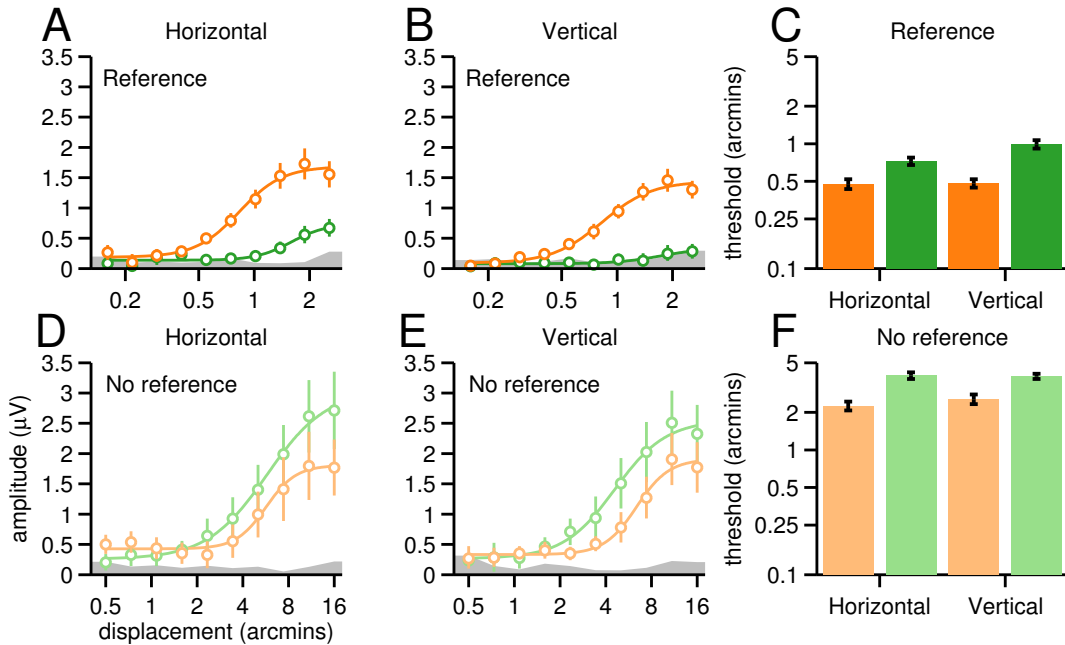 A
Horizontal
3.5
3
2.5
2
1.5
1
0.5
0
Reference
0.2 0.5 1 2
B
Vertical
3.5
3
2.5
2
1.5
1
0.5
0
Reference
0.2 0.5 1 2
C
Reference
threshold (arcmins)
5
2
1
0.5
0.25
0.1
Horizontal Vertical
D
Horizontal
amplitude (μV)
3.5
3
2.5
2
1.5
1
0.5
0
No reference
0.5 1 2 4 8 16
displacement (arcmins)
E
Vertical
3.5
3
2.5
2
1.5
1
0.5
0
No reference
0.5 1 2 4 8 16
F
No reference
threshold (arcmins)
5
2
1
0.5
0.25
0.1
Horizontal Vertical